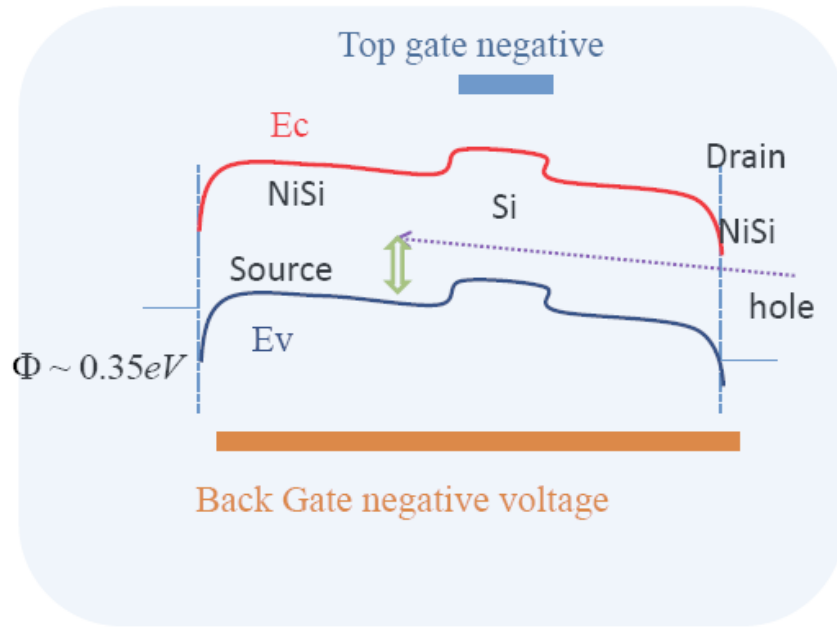 Top gate negative
Ec
Drain
NiSi
Si
NiSi
Source
hole
Ev
Φ ~ 0.35eV
Back Gate negative voltage